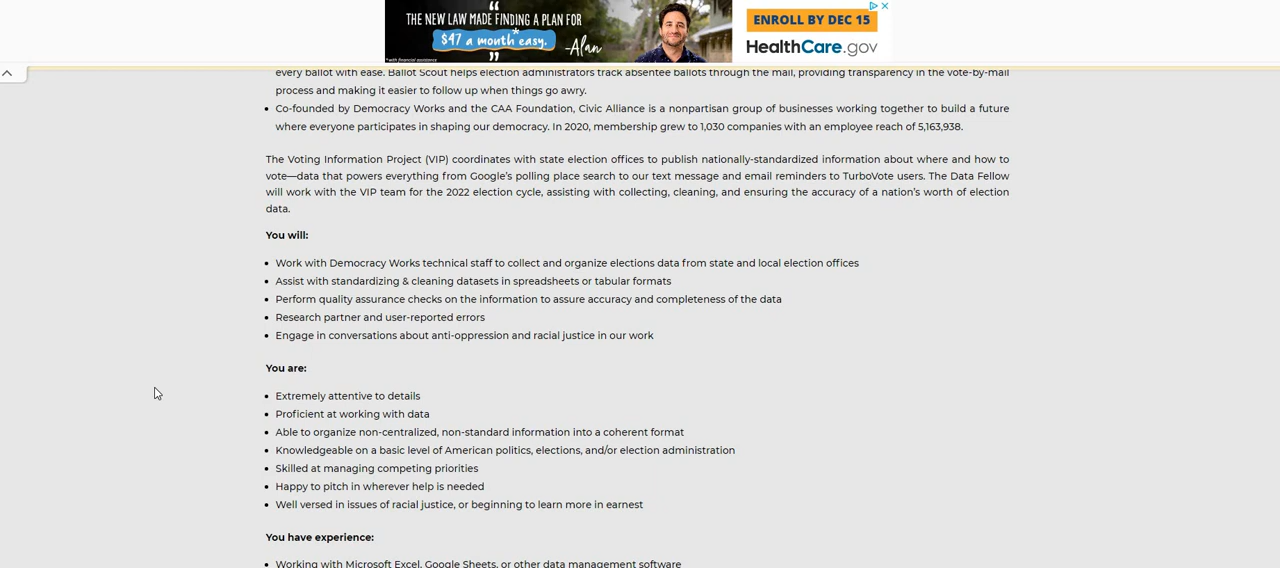 “
THE NEW LAW MADE FINDING A PLAN FOR
$47 a month* easy.
-Alan
”
*with financial assistance
ENROLL BY DEC 15
HealthCare.gov
every ballot with ease. Ballot Scout helps election administrators track absentee ballots through the mail, providing transparency in the vote-by-mail
process and making it easier to follow up when things go awry.
• Co-founded by Democracy Works and the CAA Foundation, Civic Alliance is a nonpartisan group of businesses working together to build a future
where everyone participates in shaping our democracy. In 2020, membership grew to 1,030 companies with an employee reach of 5,163,938.
The Voting Information Project (VIP) coordinates with state election offices to publish nationally-standardized information about where and how to
vote—data that powers everything from Google’s polling place search to our text message and email reminders to TurboVote users. The Data Fellow
will work with the VIP team for the 2022 election cycle, assisting with collecting, cleaning, and ensuring the accuracy of a nation’s worth of election
data.
You will:
• Work with Democracy Works technical staff to collect and organize elections data from state and local election offices
• Assist with standardizing & cleaning datasets in spreadsheets or tabular formats
• Perform quality assurance checks on the information to assure accuracy and completeness of the data
• Research partner and user-reported errors
• Engage in conversations about anti-oppression and racial justice in our work
You are:
• Extremely attentive to details
• Proficient at working with data
• Able to organize non-centralized, non-standard information into a coherent format
• Knowledgeable on a basic level of American politics, elections, and/or election administration
• Skilled at managing competing priorities
• Happy to pitch in wherever help is needed
• Well versed in issues of racial justice, or beginning to learn more in earnest
You have experience:
• Working with Microsoft Excel, Google Sheets, or other data management software